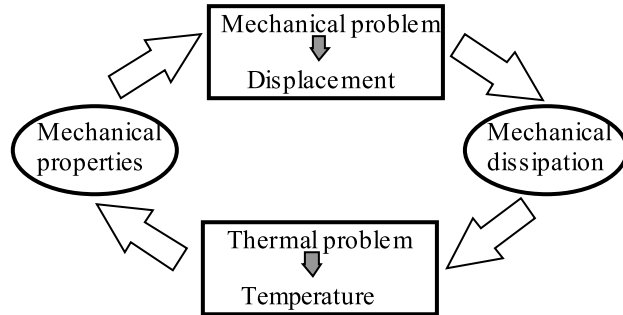 Mechanical problem
Displacement
Mechanical
properties
Mechanical
dissipation
Thermal problem
Temperature